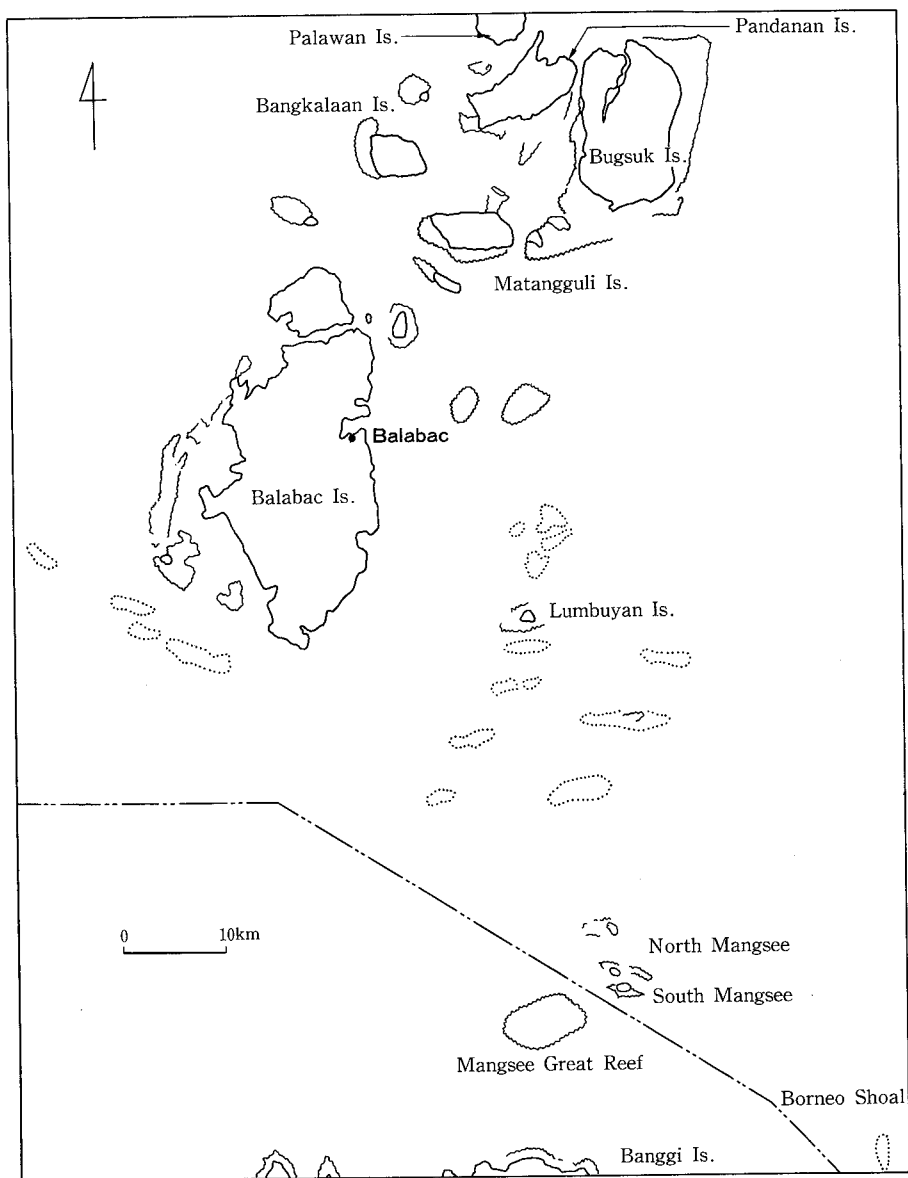 Palawan Is.
Pandanan Is.
Bangkalaan Is.
Bugsuk Is.
Matangguli Is.
Balabac
Balabac Is.
Lumbuyan Is.
0 10km
North Mangsee
South Mangsee
Mangsee Great Reef
Borneo Shoal
Banggi Is.